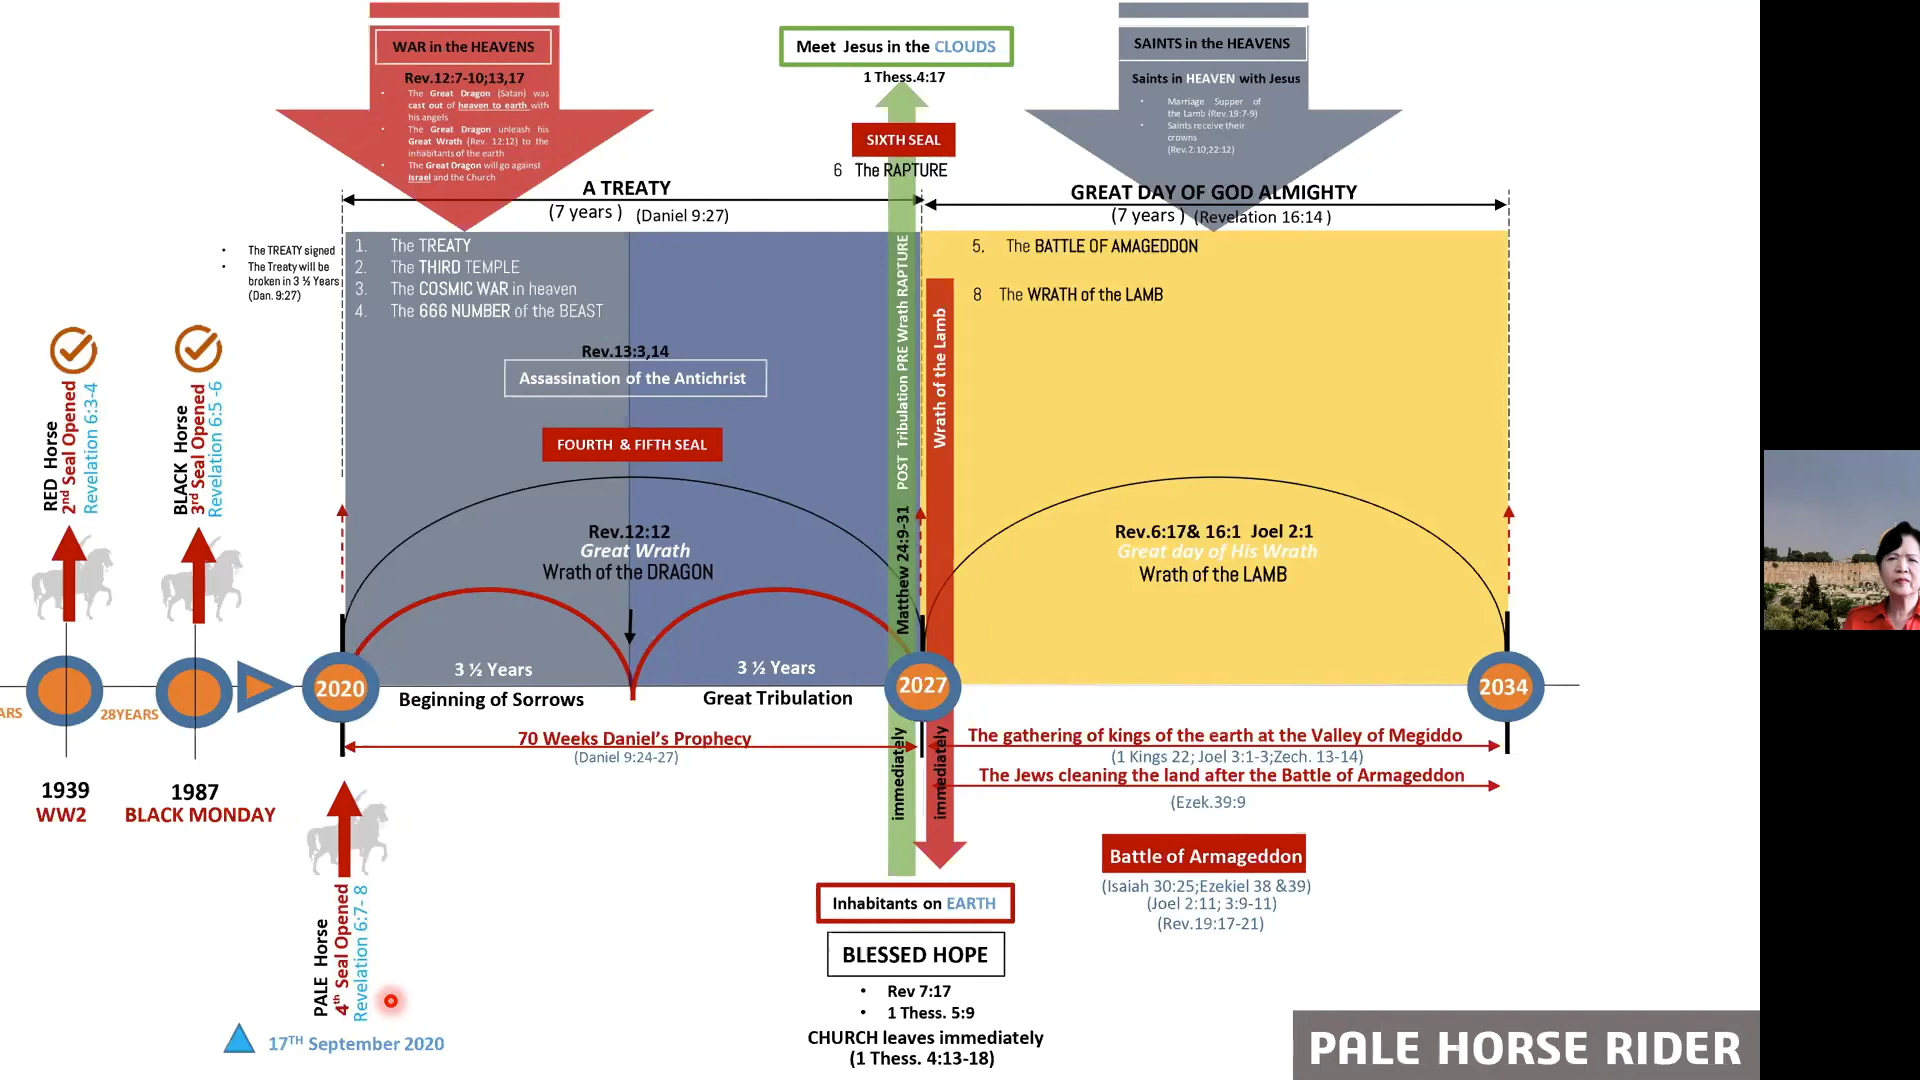 WAR in the HEAVENS
Rev.12:7-10;13,17
• The Great Dragon (Satan) was
cast out of heaven to earth with
his angels
• The Great Dragon unleash his
Great Wrath (Rev. 12:12) to the
inhabitants of the earth
• The Great Dragon will go against
Israel and the Church
Meet Jesus in the CLOUDS
1 Thess.4:17
SIXTH SEAL
6 The RAPTURE
SAINTS in the HEAVENS
Saints in HEAVEN with Jesus
• Marriage Supper of
the Lamb (Rev.19:7-9)
• Saints receive their
crowns
(Rev.2:10;22:12)
A TREATY
(7 years ) (Daniel 9:27)
GREAT DAY OF GOD ALMIGHTY
(7 years ) (Revelation 16:14 )
• The TREATY signed
• The Treaty will be
broken in 3 ½ Years
(Dan. 9:27)
1. The TREATY
2. The THIRD TEMPLE
3. The COSMIC WAR in heaven
4. The 666 NUMBER of the BEAST
5. The BATTLE OF AMAGEDDON
8 The WRATH of the LAMB
Rev.13:3,14
Assassination of the Antichrist
FOURTH & FIFTH SEAL
Rev.12:12
Great Wrath
Wrath of the DRAGON
Matthew 24:9-31 POST Tribulation PRE Wrath RAPTURE
Wrath of the Lamb
Rev.6:17& 16:1 Joel 2:1
Great day of His Wrath
Wrath of the LAMB
RED Horse
2nd Seal Opened
Revelation 6:3-4
BLACK Horse
3rd Seal Opened
Revelation 6:5 -6
ARS
28YEARS
2020
3 ½ Years
Beginning of Sorrows
3 ½ Years
Great Tribulation
2027
2034
70 Weeks Daniel's Prophecy
(Daniel 9:24-27)
immediately
immediately
The gathering of kings of the earth at the Valley of Megiddo
(1 Kings 22; Joel 3:1-3;Zech. 13-14)
The Jews cleaning the land after the Battle of Armageddon
(Ezek.39:9
1939
WW2
1987
BLACK MONDAY
PALE Horse
4th Seal Opened
Revelation 6:7- 8
17TH September 2020
Inhabitants on EARTH
BLESSED HOPE
• Rev 7:17
• 1 Thess. 5:9
CHURCH leaves immediately
(1 Thess. 4:13-18)
Battle of Armageddon
(Isaiah 30:25;Ezekiel 38 &39)
(Joel 2:11; 3:9-11)
(Rev.19:17-21)
PALE HORSE RIDER